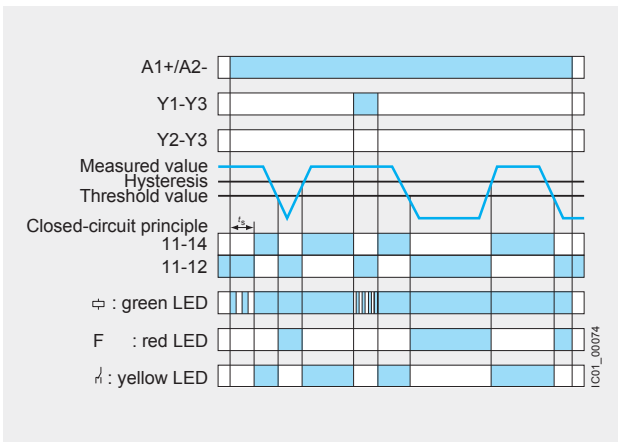 A1+/A2-
Y1-Y3
Y2-Y3
Measured value
Hysteresis
Threshold value
Closed-circuit principle
ts
11-14
11-12
: green LED
F : red LED
: yellow LED
IC01_00074